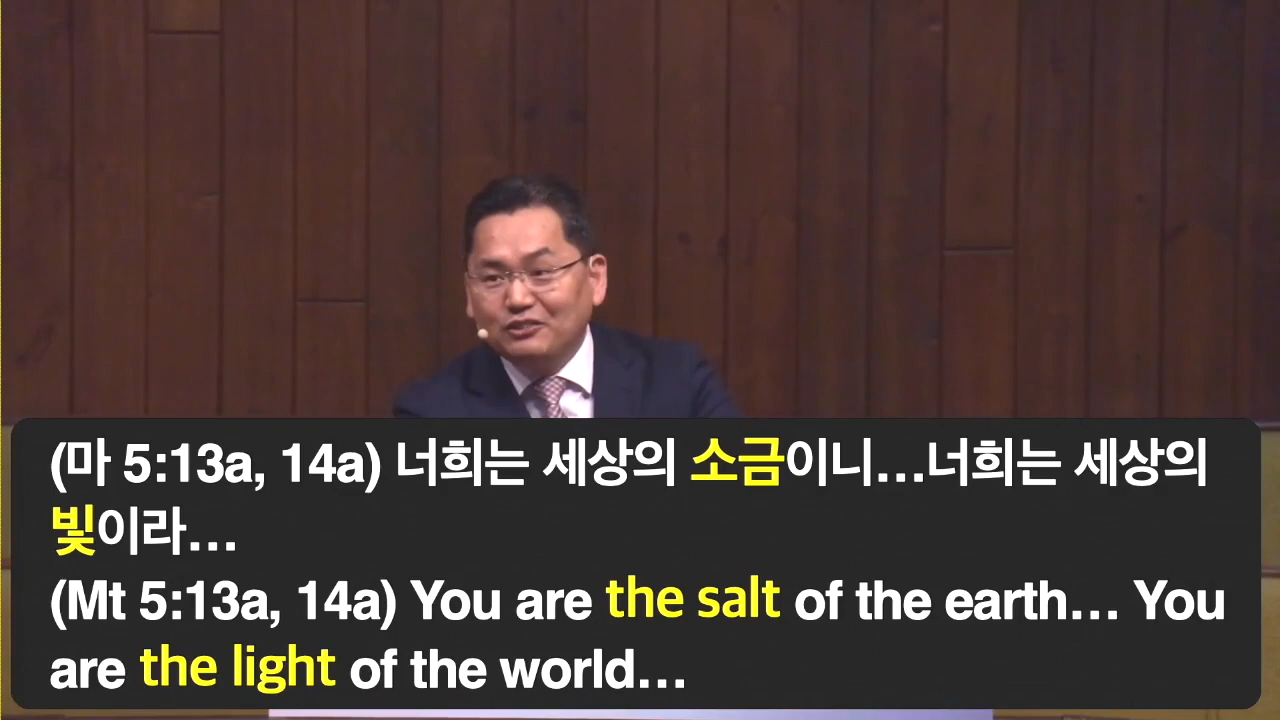 (마 5:13a, 14a) 너희는 세상의 소금이니...너희는 세상의
빛이라...
(Mt 5:13a, 14a) You are the salt of the earth... You
are the light of the world...